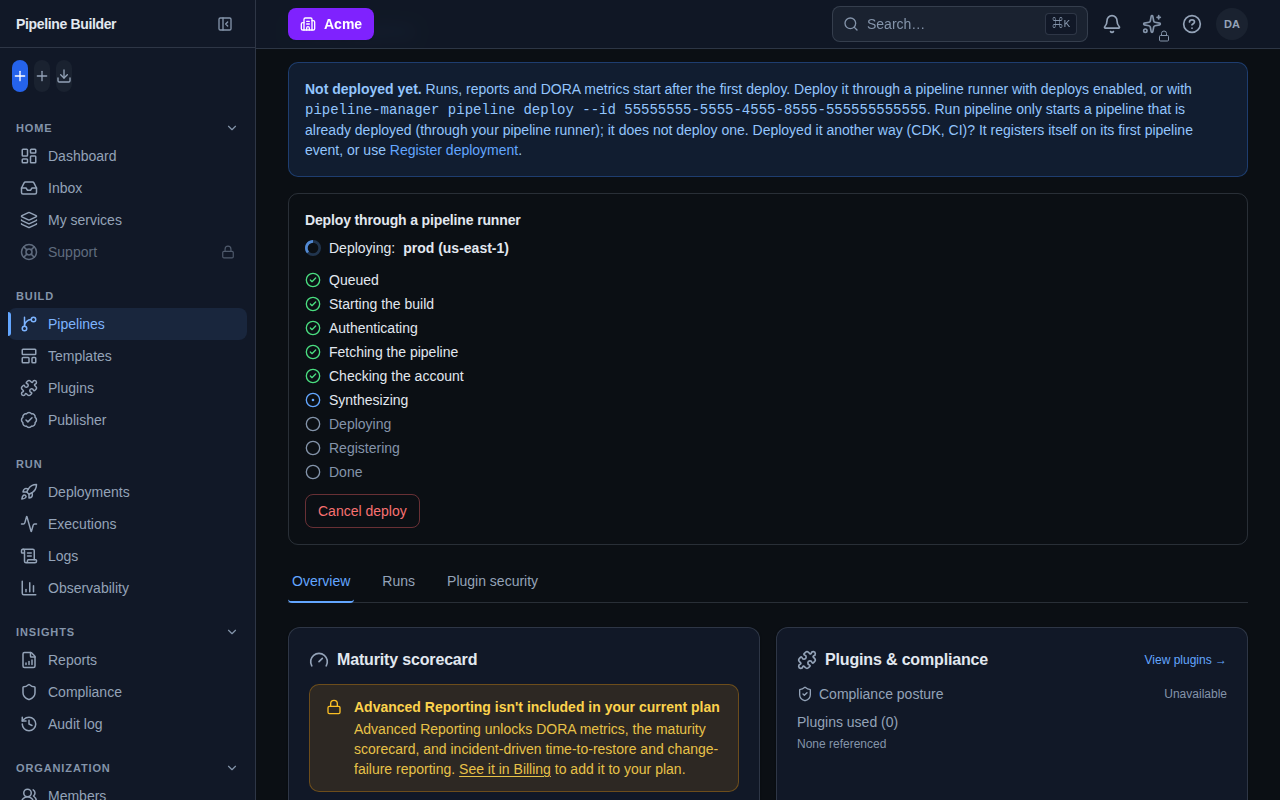 Pipeline Builder
Acme
Search…
⌘K
DA
HOME
Dashboard
Inbox
My services
Support
BUILD
Pipelines
Templates
Plugins
Publisher
RUN
Deployments
Executions
Logs
Observability
INSIGHTS
Reports
Compliance
Audit log
ORGANIZATION
Members
Not deployed yet. Runs, reports and DORA metrics start after the first deploy. Deploy it through a pipeline runner with deploys enabled, or with
pipeline-manager pipeline deploy --id 55555555-5555-4555-8555-555555555555. Run pipeline only starts a pipeline that is
already deployed (through your pipeline runner); it does not deploy one. Deployed it another way (CDK, CI)? It registers itself on its first pipeline
event, or use Register deployment.
Deploy through a pipeline runner
Deploying: prod (us-east-1)
Queued
Starting the build
Authenticating
Fetching the pipeline
Checking the account
Synthesizing
Deploying
Registering
Done
Cancel deploy
Overview
Runs
Plugin security
Maturity scorecard
Advanced Reporting isn't included in your current plan
Advanced Reporting unlocks DORA metrics, the maturity
scorecard, and incident-driven time-to-restore and change-
failure reporting. See it in Billing to add it to your plan.
Plugins & compliance
View plugins →
Compliance posture
Unavailable
Plugins used (0)
None referenced